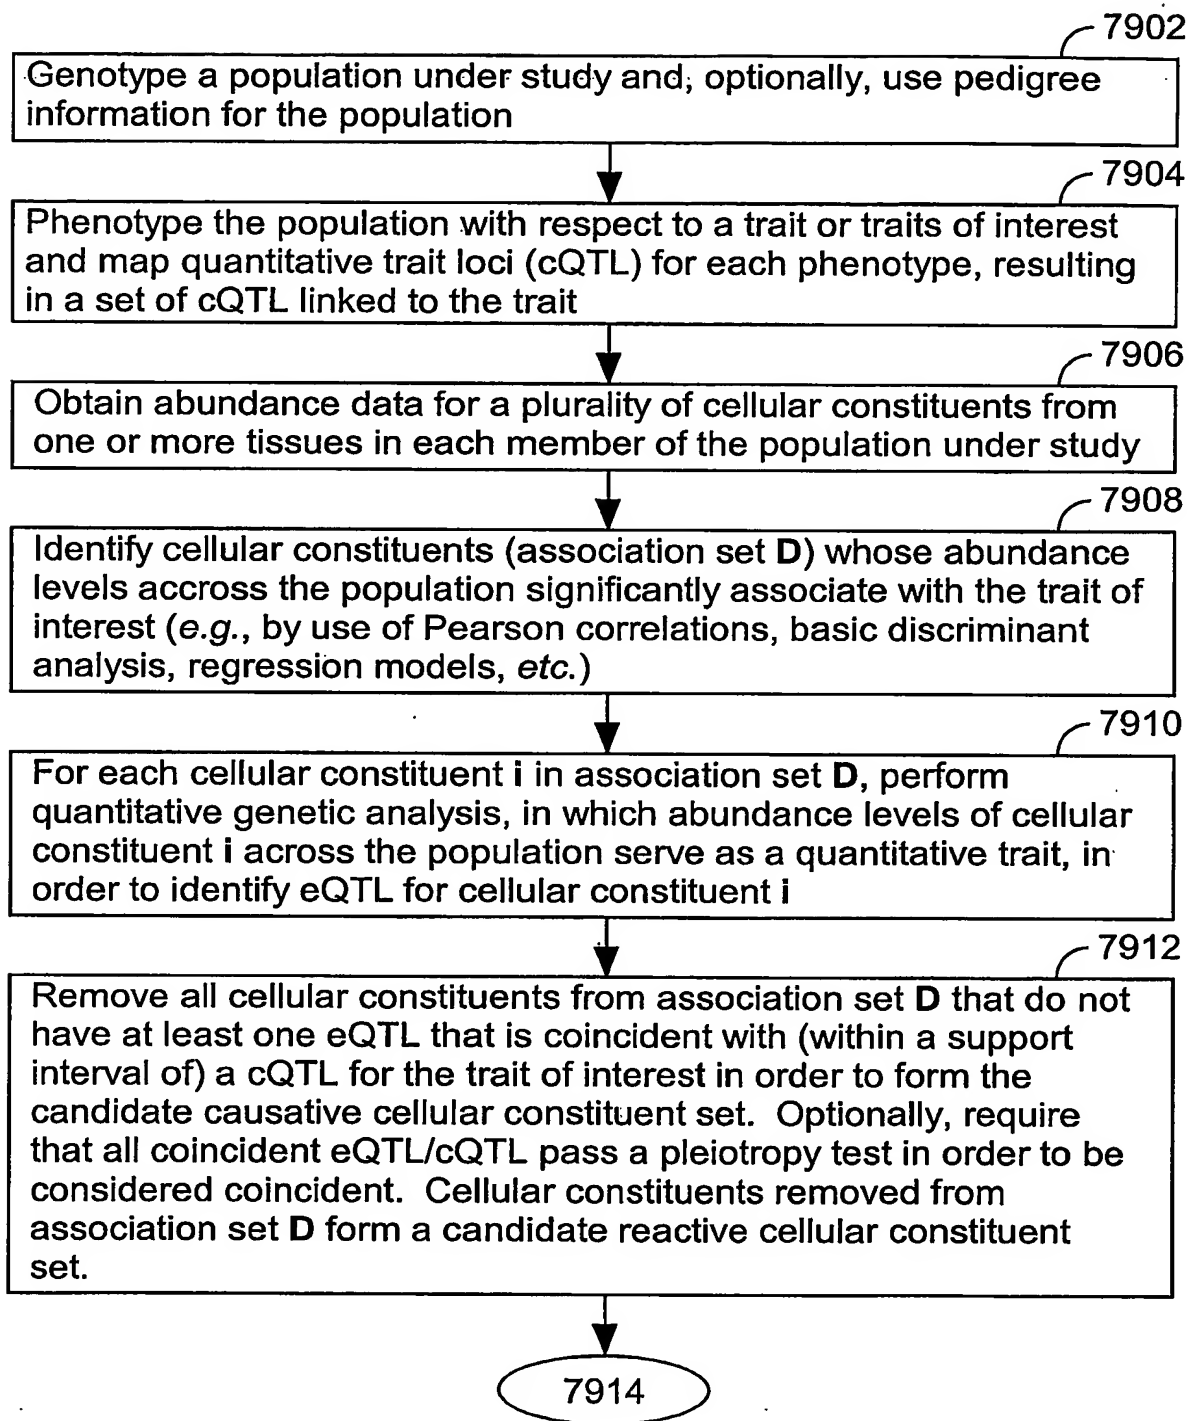 7902
Genotype a population under study and, optionally, use pedigree
information for the population
7904
Phenotype the population with respect to a trait or traits of interest
and map quantitative trait loci (cQTL) for each phenotype, resulting
in a set of cQTL linked to the trait
7906
Obtain abundance data for a plurality of cellular constituents from
one or more tissues in each member of the population under study
7908
Identify cellular constituents (association set D) whose abundance
levels accross the population significantly associate with the trait of
interest (e.g., by use of Pearson correlations, basic discriminant
analysis, regression models, etc.)
7910
For each cellular constituent i in association set D, perform
quantitative genetic analysis, in which abundance levels of cellular
constituent i across the population serve as a quantitative trait, in
order to identify eQTL for cellular constituent i
7912
Remove all cellular constituents from association set D that do not
have at least one eQTL that is coincident with (within a support
interval of) a cQTL for the trait of interest in order to form the
candidate causative cellular constituent set. Optionally, require
that all coincident eQTL/cQTL pass a pleiotropy test in order to be
considered coincident. Cellular constituents removed from
association set D form a candidate reactive cellular constituent
set.
7914